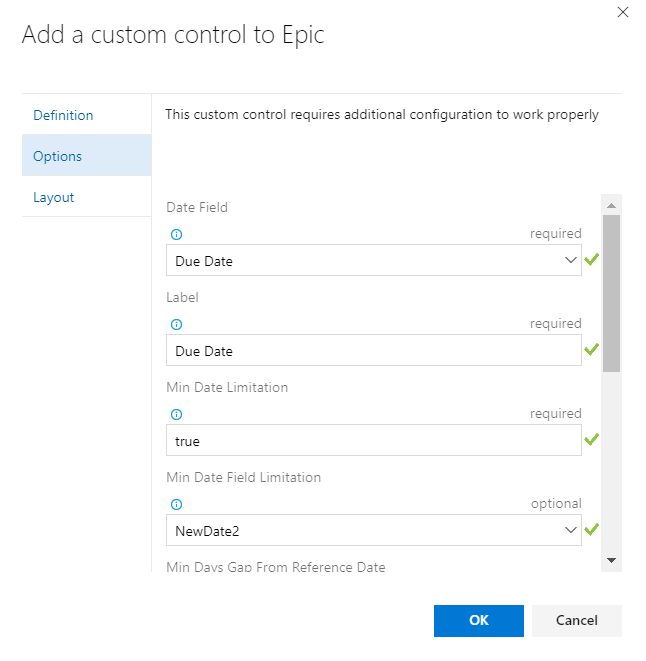 Add a custom control to Epic
Definition
Options
Layout
This custom control requires additional configuration to work properly
Date Field
required
Due Date
Label
required
Due Date
Min Date Limitation
required
true
Min Date Field Limitation
optional
NewDate2
Min Days Gap From Reference Date
OK
Cancel